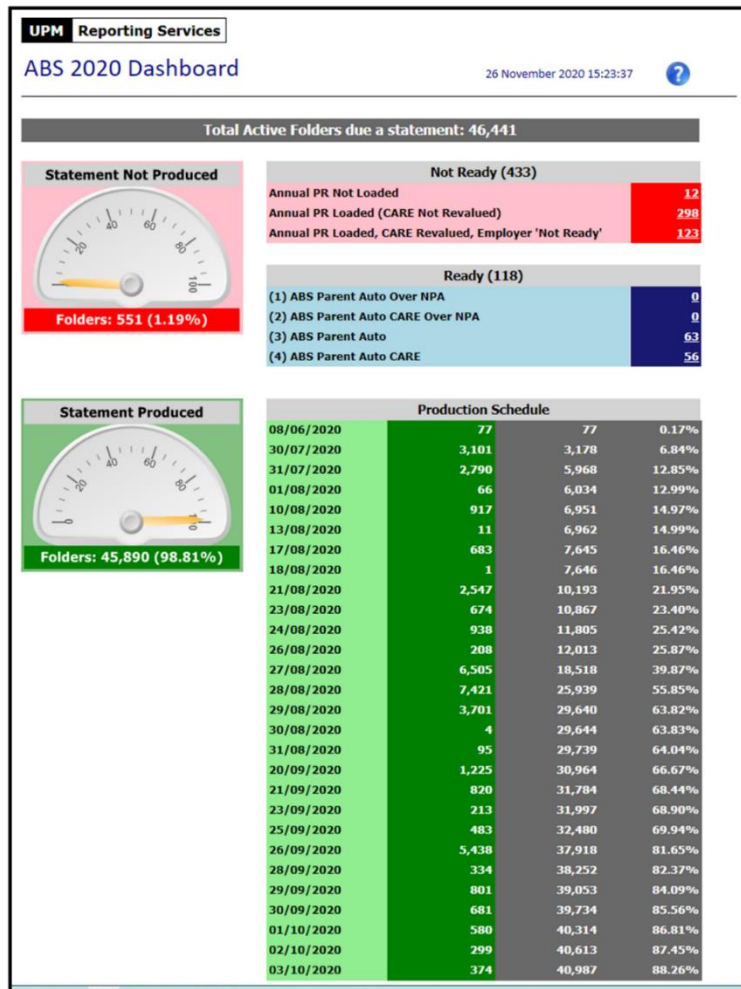 UPM Reporting Services
ABS 2020 Dashboard
26 November 2020 15:23:37
?
Total Active Folders due a statement: 46,441
Statement Not Produced
20 40 60 80 100
Folders: 551 (1.19%)
Not Ready (433)
Annual PR Not Loaded 12
Annual PR Loaded (CARE Not Revalued) 298
Annual PR Loaded, CARE Revalued, Employer 'Not Ready' 123
Ready (118)
(1) ABS Parent Auto Over NPA 0
(2) ABS Parent Auto CARE Over NPA 0
(3) ABS Parent Auto 63
(4) ABS Parent Auto CARE 56
Statement Produced
0 20 40 60 80 100
Folders: 45,890 (98.81%)
Production Schedule
08/06/2020 77 77 0.17%
30/07/2020 3,101 3,178 6.84%
31/07/2020 2,790 5,968 12.85%
01/08/2020 66 6,034 12.99%
10/08/2020 917 6,951 14.97%
13/08/2020 11 6,962 14.99%
17/08/2020 683 7,645 16.46%
18/08/2020 1 7,646 16.46%
21/08/2020 2,547 10,193 21.95%
23/08/2020 674 10,867 23.40%
24/08/2020 938 11,805 25.42%
26/08/2020 208 12,013 25.87%
27/08/2020 6,505 18,518 39.87%
28/08/2020 7,421 25,939 55.85%
29/08/2020 3,701 29,640 63.82%
30/08/2020 4 29,644 63.83%
31/08/2020 95 29,739 64.04%
20/09/2020 1,225 30,964 66.67%
21/09/2020 820 31,784 68.44%
23/09/2020 213 31,997 68.90%
25/09/2020 483 32,480 69.94%
26/09/2020 5,438 37,918 81.65%
28/09/2020 334 38,252 82.37%
29/09/2020 801 39,053 84.09%
30/09/2020 681 39,734 85.56%
01/10/2020 580 40,314 86.81%
02/10/2020 299 40,613 87.45%
03/10/2020 374 40,987 88.26%